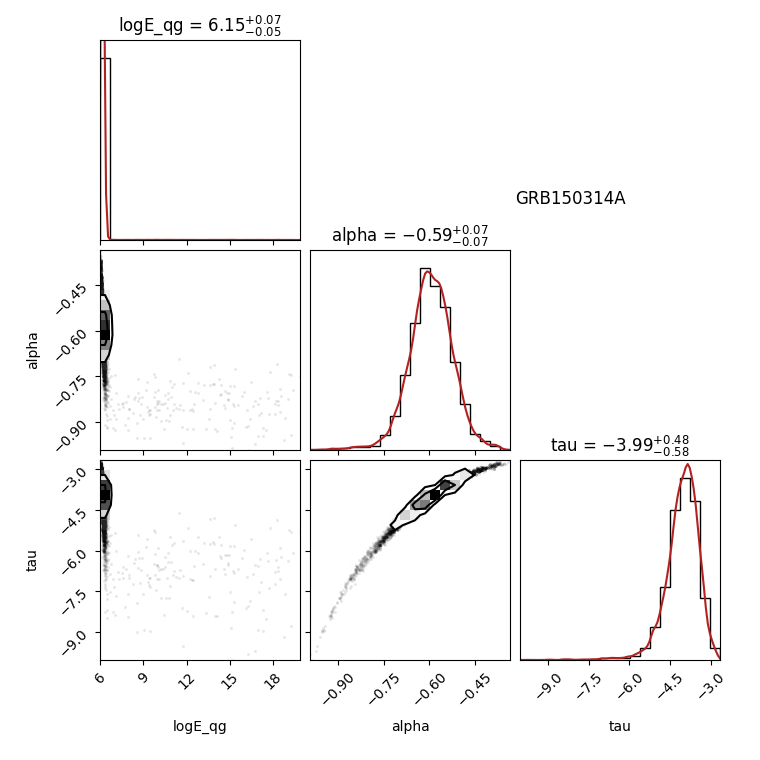 logE_qg = 6.15+0.07−0.05
GRB150314A
alpha = −0.59+0.07−0.07
−0.45
−0.60
−0.75
−0.90
alpha
tau = −3.99+0.48−0.58
−3.0
−4.5
−6.0
−7.5
−9.0
tau
6 9 12 15 18
−0.90 −0.75 −0.60 −0.45
−9.0 −7.5 −6.0 −4.5 −3.0
logE_qg alpha tau